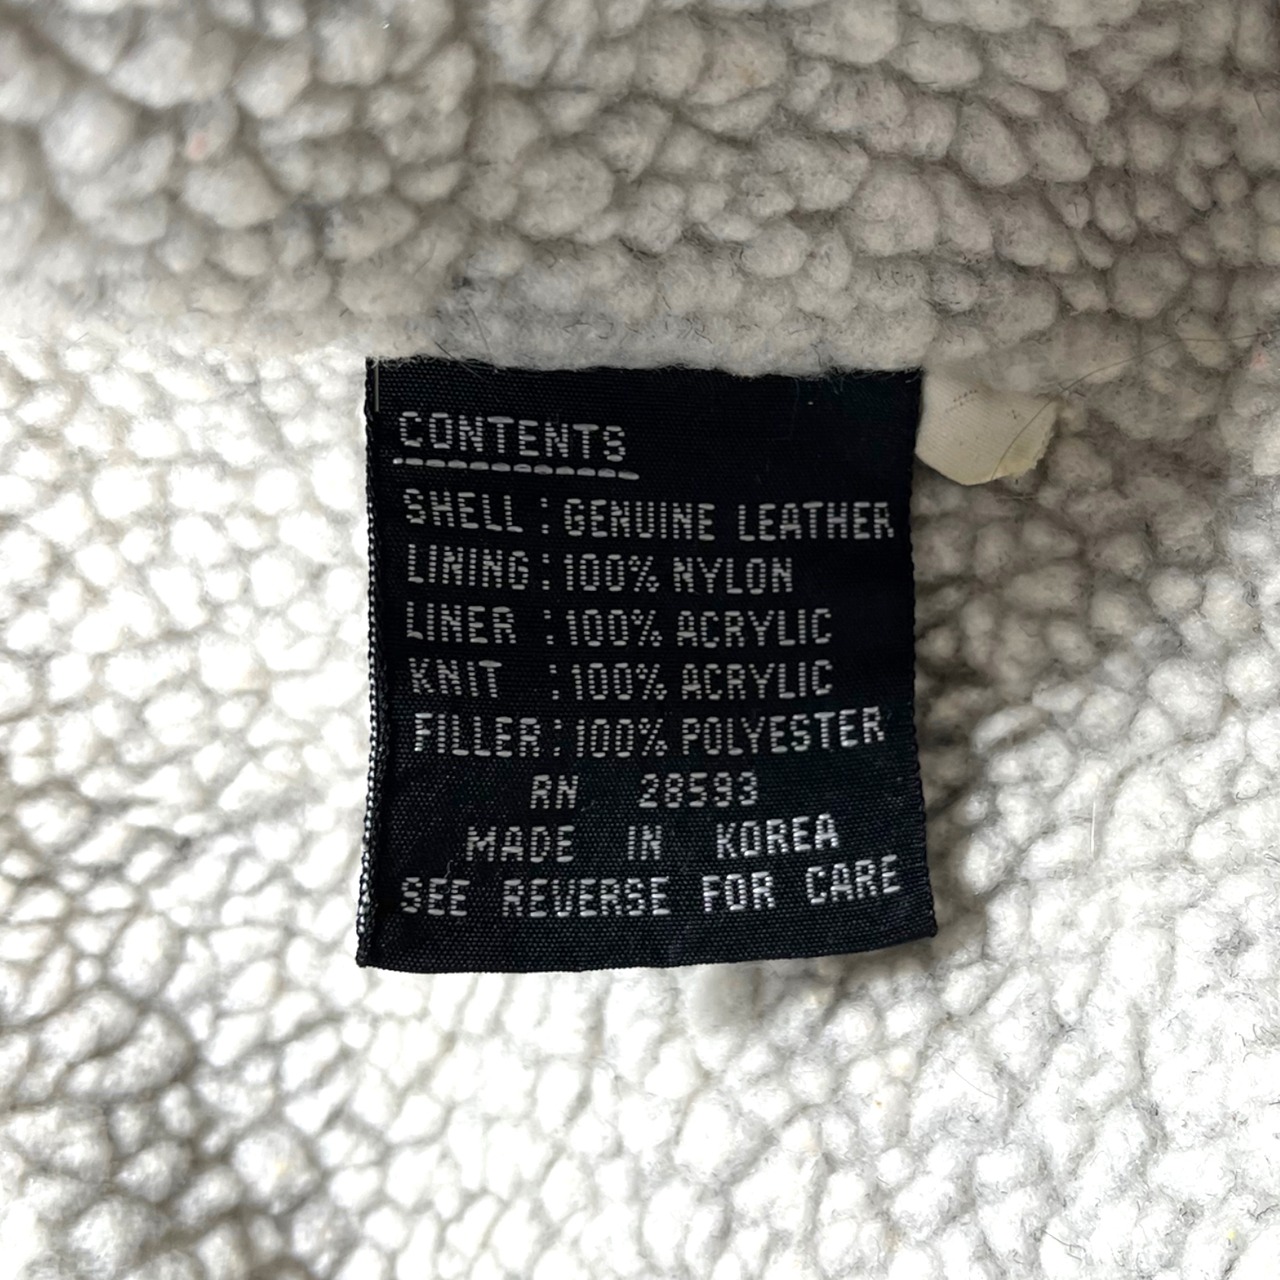 CONTENTS
SHELL : GENUINE LEATHER
LINING : 100% NYLON
LINER : 100% ACRYLIC
KNIT : 100% ACRYLIC
FILLER : 100% POLYESTER
RN 28593
MADE IN KOREA
SEE REVERSE FOR CARE